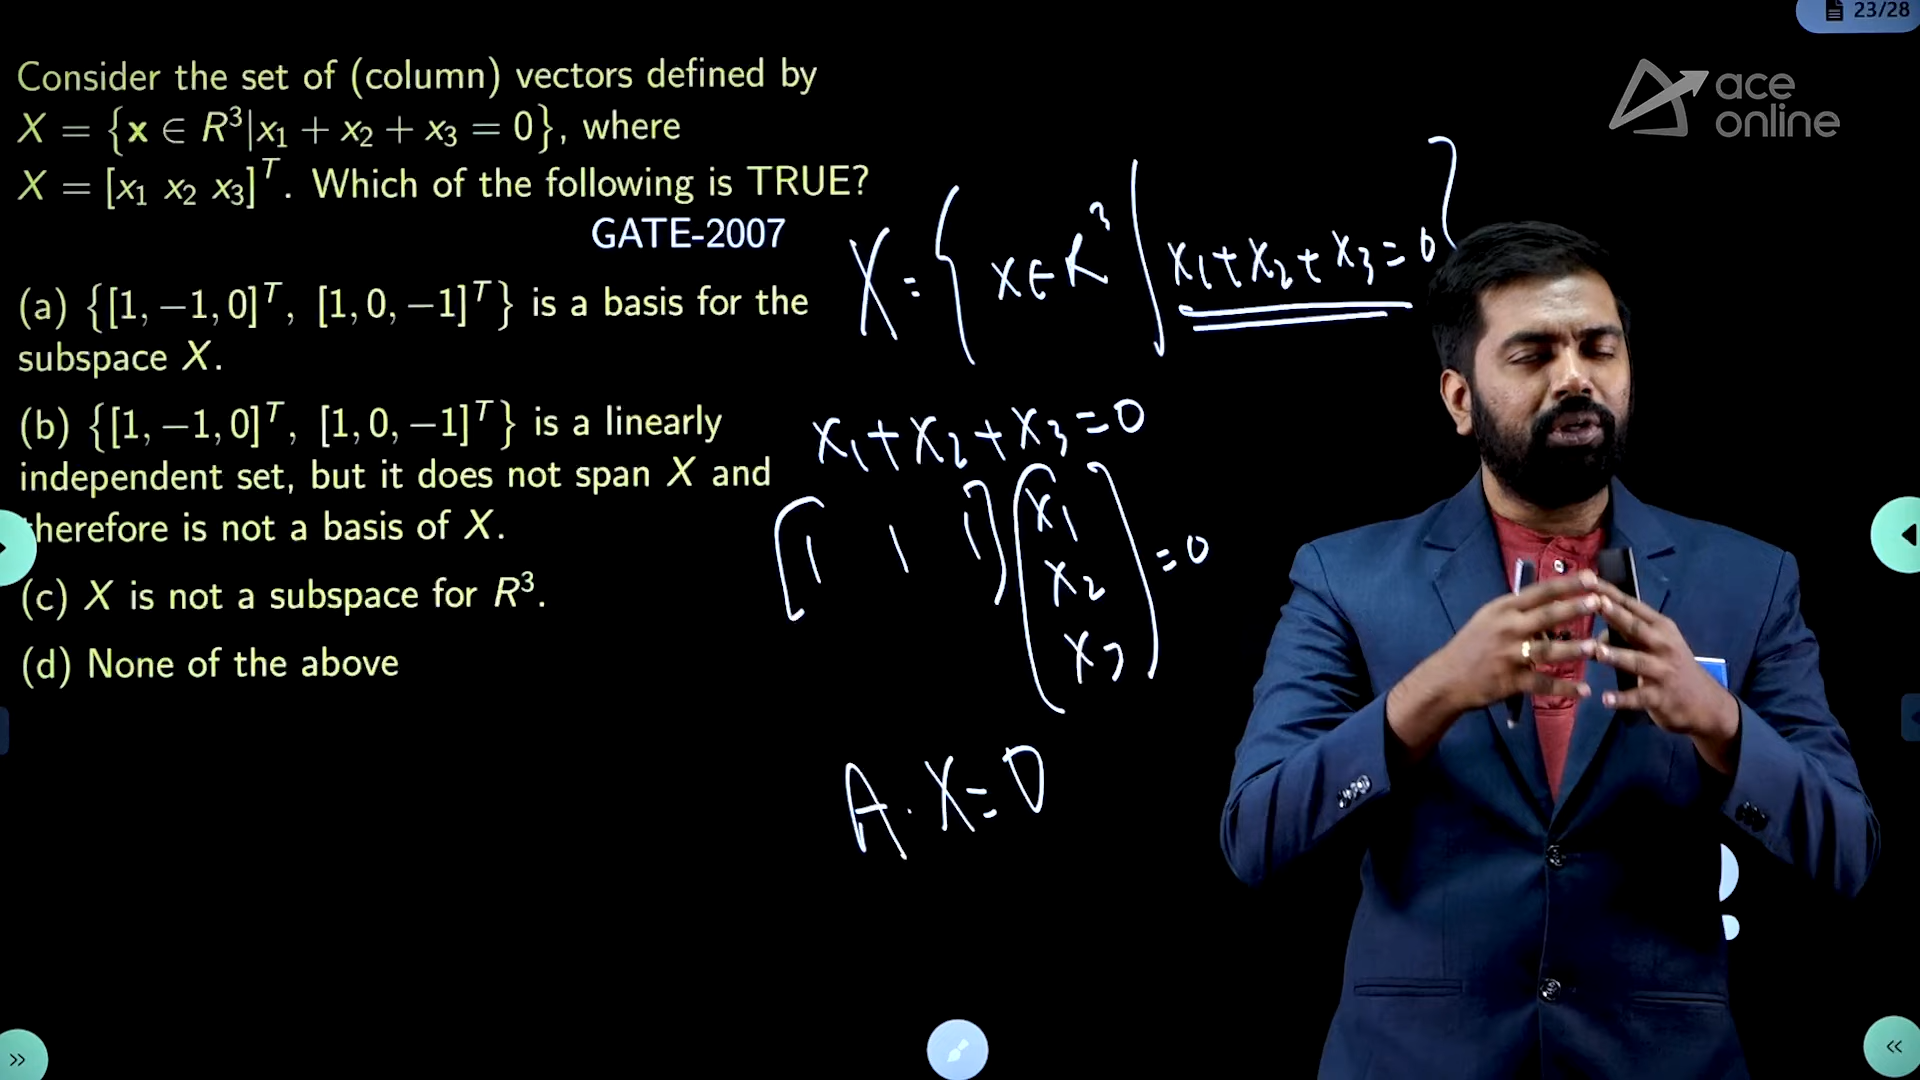 23/28
ace
online
Consider the set of (column) vectors defined by
X = {x ∈ R³|x₁ + x₂ + x₃ = 0}, where
X = [x₁ x₂ x₃]ᵀ. Which of the following is TRUE?
GATE-2007
(a) {[1, −1, 0]ᵀ, [1, 0, −1]ᵀ} is a basis for the
subspace X.
(b) {[1, −1, 0]ᵀ, [1, 0, −1]ᵀ} is a linearly
independent set, but it does not span X and
therefore is not a basis of X.
(c) X is not a subspace for R³.
(d) None of the above
X = { x ∈ R³ | x₁ + x₂ + x₃ = 0 }
x₁ + x₂ + x₃ = 0
[1 1 1] [x₁
x₂
x₃] = 0
A . X = 0